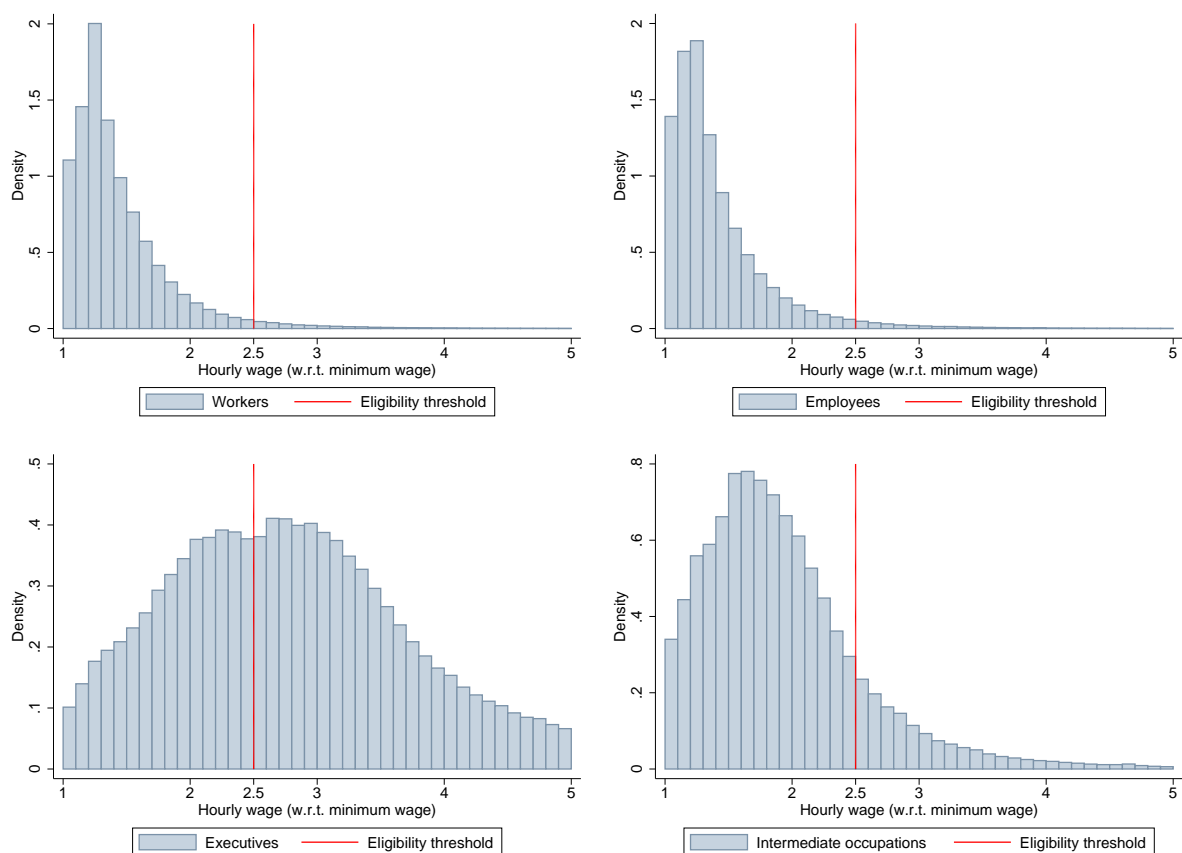 2
1.5
1
.5
0
Density
1 2 2.5 3 4 5
Hourly wage (w.r.t. minimum wage)
Workers Eligibility threshold
2
1.5
1
.5
0
Density
1 2 2.5 3 4 5
Hourly wage (w.r.t. minimum wage)
Employees Eligibility threshold
.5
.4
.3
.2
.1
0
Density
1 2 2.5 3 4 5
Hourly wage (w.r.t. minimum wage)
Executives Eligibility threshold
.8
.6
.4
.2
0
Density
1 2 2.5 3 4 5
Hourly wage (w.r.t. minimum wage)
Intermediate occupations Eligibility threshold